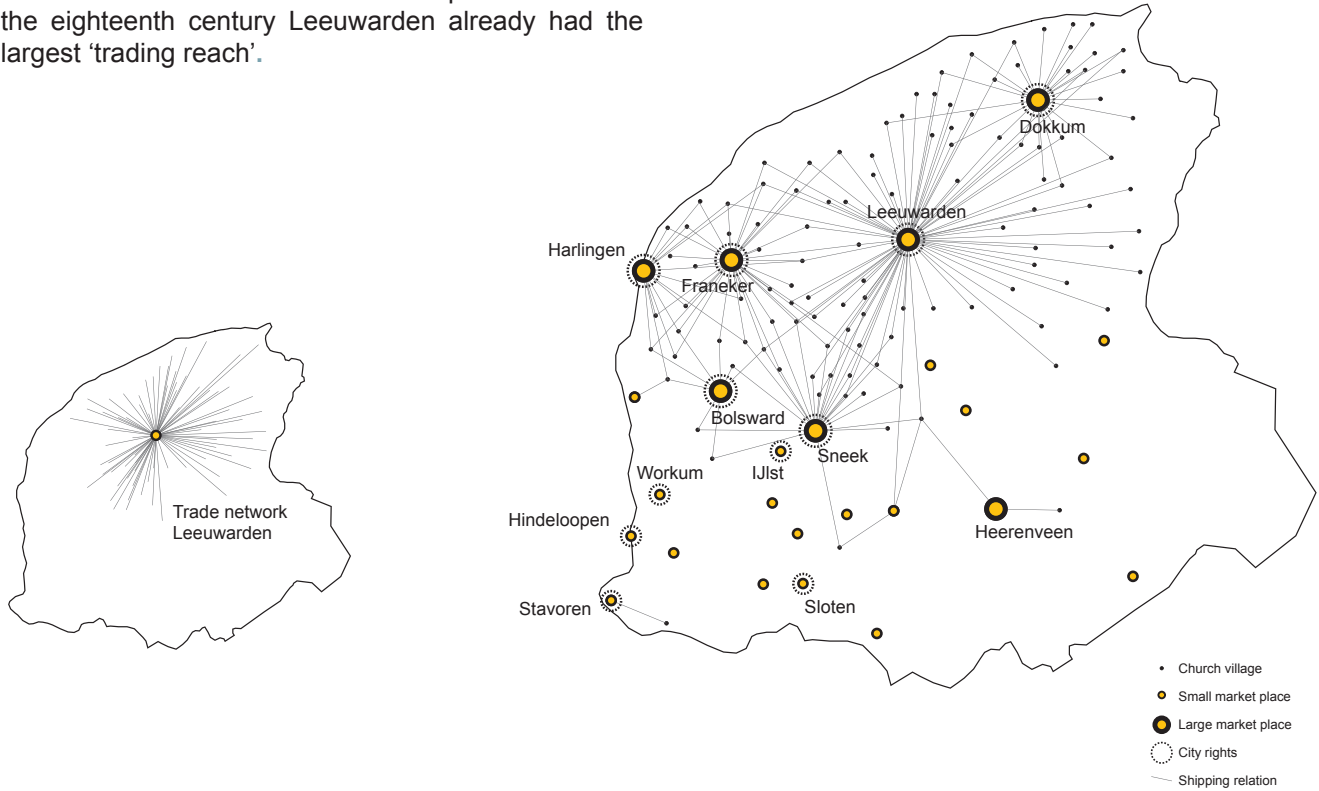 the eighteenth century Leeuwarden already had the
largest ‘trading reach’.
Dokkum
Leeuwarden
Harlingen
Franeker
Bolsward
Sneek
IJlst
Workum
Hindeloopen
Heerenveen
Stavoren
Sloten
Trade network
Leeuwarden
Church village
Small market place
Large market place
City rights
Shipping relation